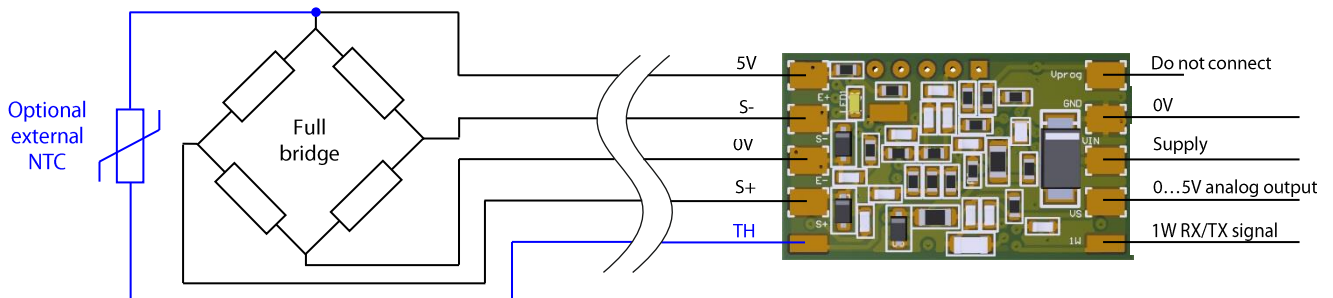 Optional
external
NTC
Full
bridge
5V
S-
0V
S+
TH
E+
S-
E-
S+
Vprog
GND
VIN
VS
1W
Do not connect
0V
Supply
0...5V analog output
1W RX/TX signal